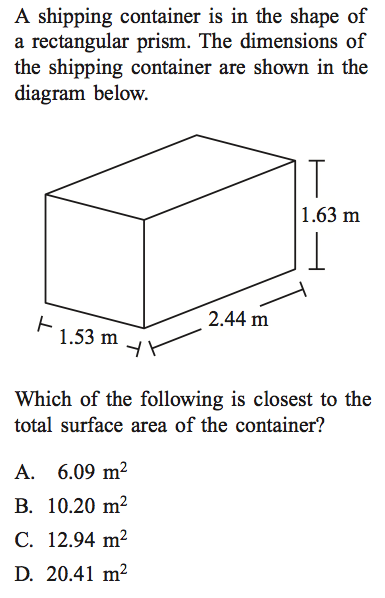 A shipping container is in the shape of
a rectangular prism. The dimensions of
the shipping container are shown in the
diagram below.
1.63 m
2.44 m
1.53 m
Which of the following is closest to the
total surface area of the container?
A. 6.09 m²
B. 10.20 m²
C. 12.94 m²
D. 20.41 m²